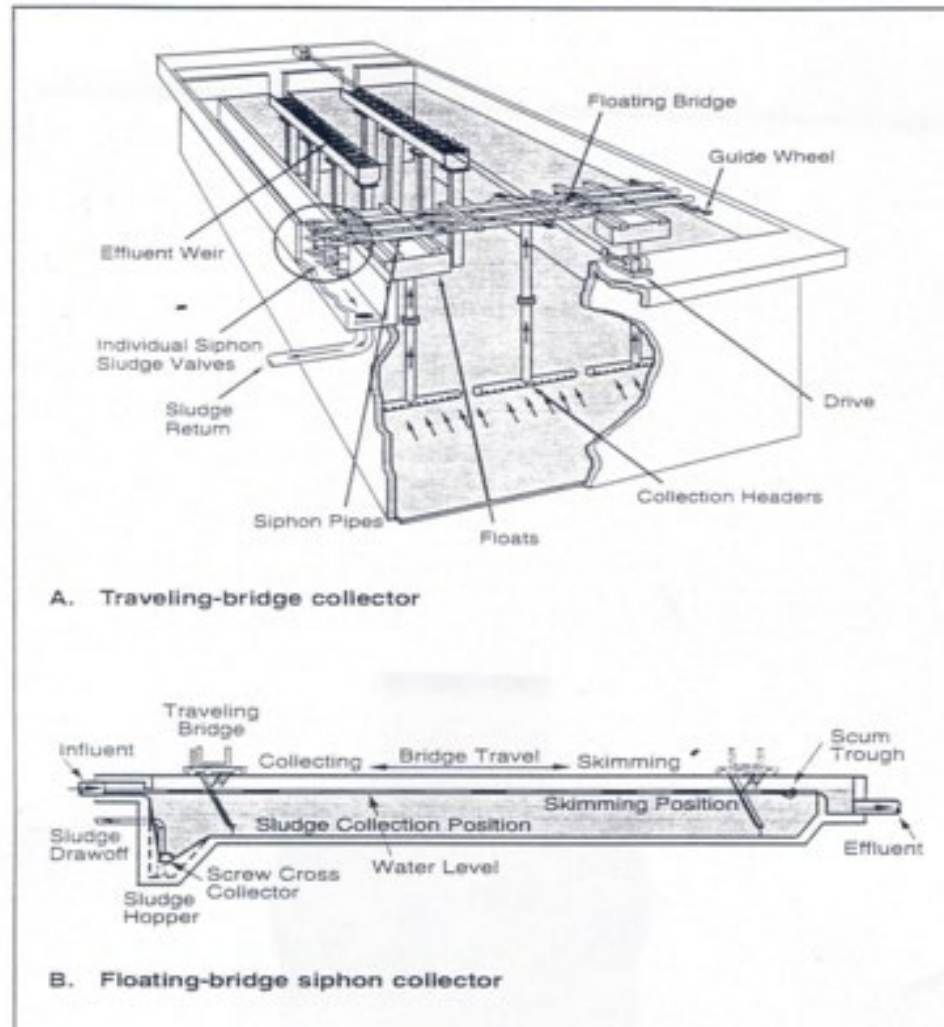 Floating Bridge
Guide Wheel
Effluent Weir
Individual Siphon
Sludge Valves
Sludge
Return
Drive
Collection Headers
Siphon Pipes
Floats
A. Traveling-bridge collector
Traveling
Bridge
Influent
Collecting
Bridge Travel
Skimming
Scum
Trough
Skimming Position
Sludge Collection Position
Sludge
Drawoff
Effluent
Screw Cross
Collector
Water Level
Sludge
Hopper
B. Floating-bridge siphon collector